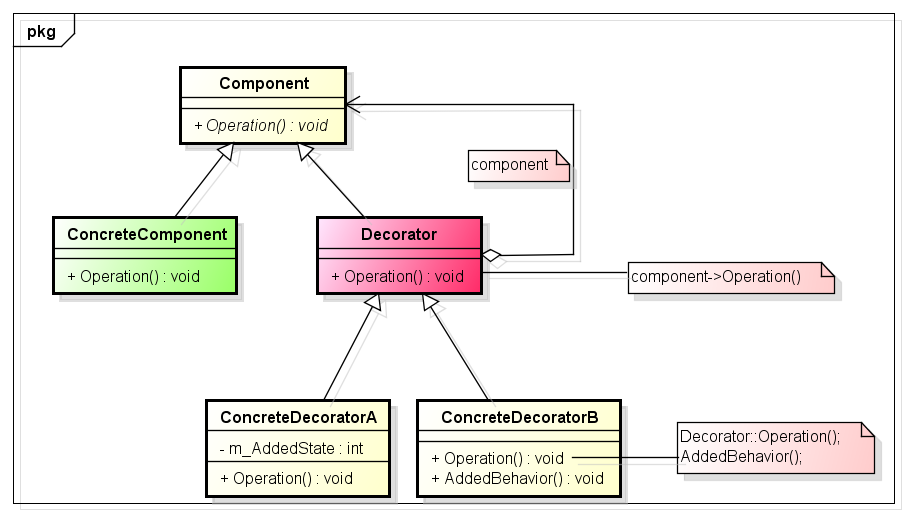 pkg
Component
+ Operation() : void
component
ConcreteComponent
+ Operation() : void
Decorator
+ Operation() : void
component->Operation()
ConcreteDecoratorA
- m_AddedState : int
+ Operation() : void
ConcreteDecoratorB
+ Operation() : void
+ AddedBehavior() : void
Decorator::Operation();
AddedBehavior();